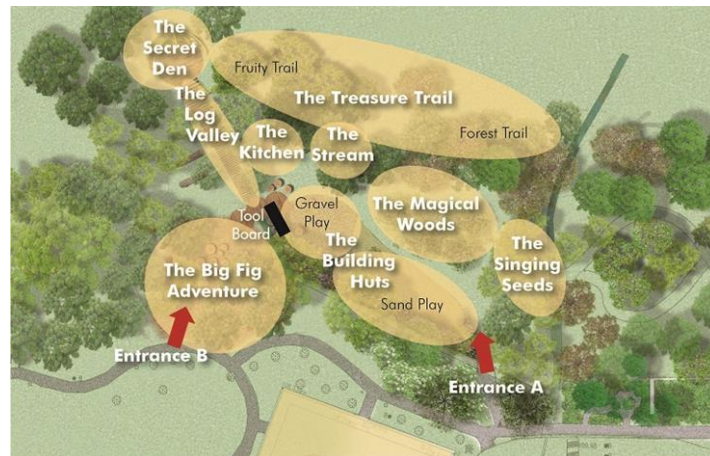 The
Secret
Den
Fruity Trail
The Treasure Trail
Forest Trail
The
Log
Valley
The
Kitchen
The
Stream
Tool
Board
Gravel
Play
The Magical
Woods
The
Building
Huts
Sand Play
The
Singing
Seeds
The Big Fig
Adventure
Entrance B
Entrance A